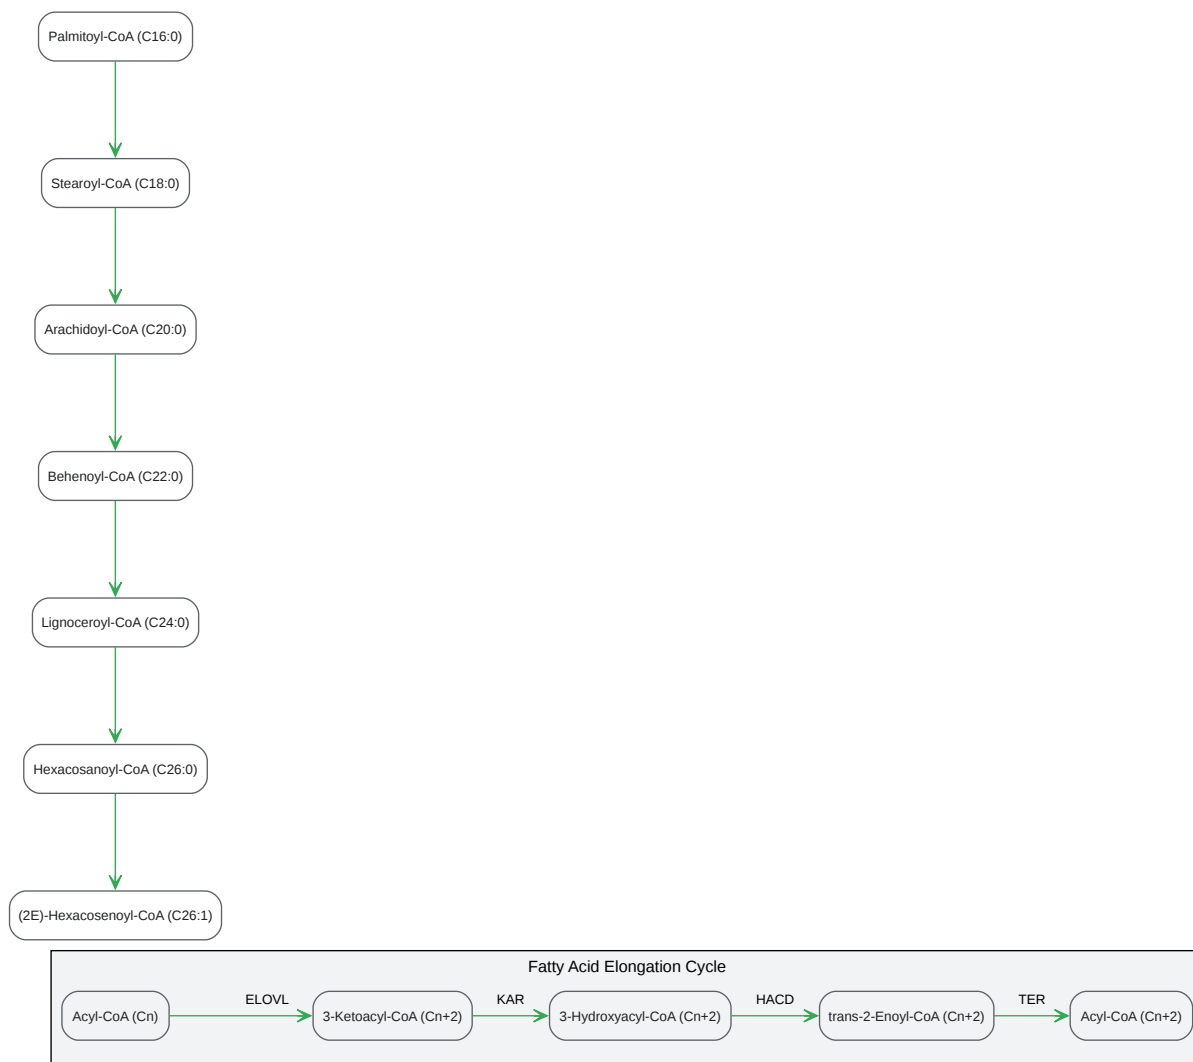 Palmitoyl-CoA (C16:0)
Stearoyl-CoA (C18:0)
Arachidoyl-CoA (C20:0)
Behenoyl-CoA (C22:0)
Lignoceroyl-CoA (C24:0)
Hexacosanoyl-CoA (C26:0)
(2E)-Hexacosenoyl-CoA (C26:1)
Fatty Acid Elongation Cycle
ELOVL KAR HACD TER
Acyl-CoA (Cn) 3-Ketoacyl-CoA (Cn+2) 3-Hydroxyacyl-CoA (Cn+2) trans-2-Enoyl-CoA (Cn+2) Acyl-CoA (Cn+2)